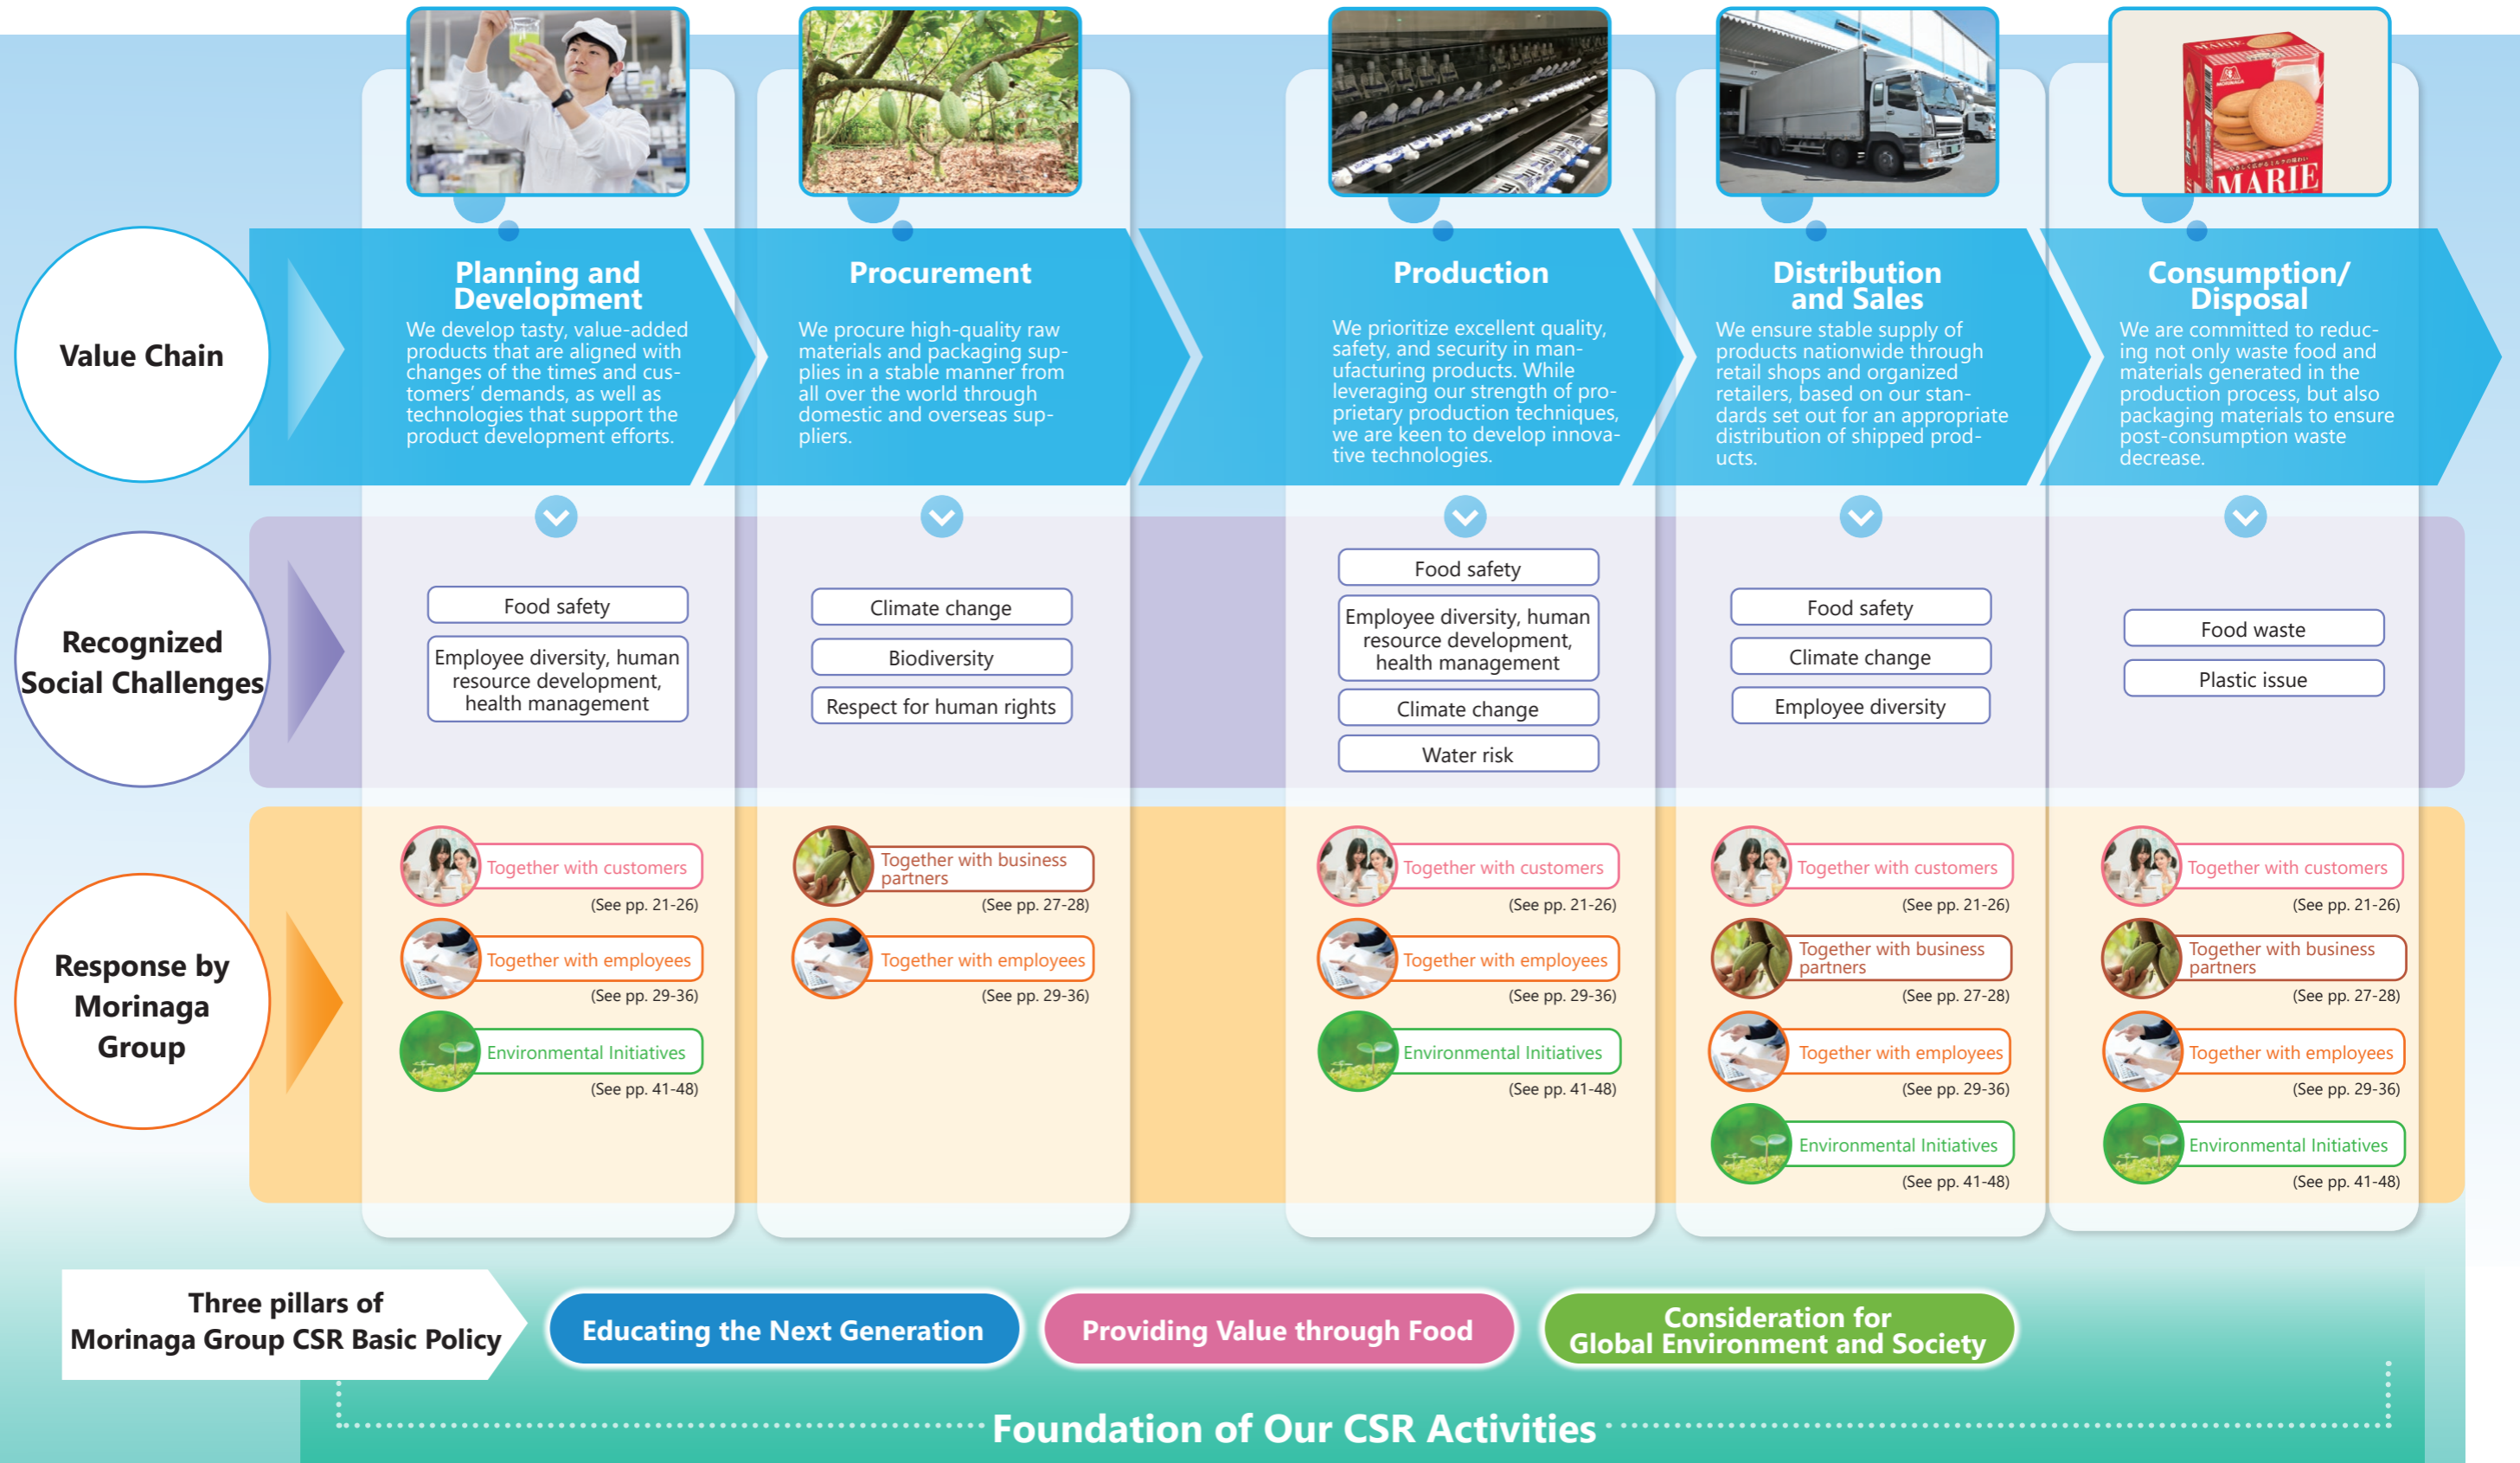 MARIE
MORINAGA
MARIE
Value Chain
Planning and
Development
We develop tasty, value-added
products that are aligned with
changes of the times and cus-
tomers' demands, as well as
technologies that support the
product development efforts.
Procurement
We procure high-quality raw
materials and packaging sup-
plies in a stable manner from
all over the world through
domestic and overseas sup-
pliers.
Production
We prioritize excellent quality,
safety, and security in man-
ufacturing products. While
leveraging our strength of pro-
prietary production techniques,
we are keen to develop innova-
tive technologies.
Distribution
and Sales
We ensure stable supply of
products nationwide through
retail shops and organized
retailers, based on our stan-
dards set out for an appropriate
distribution of shipped prod-
ucts.
Consumption/
Disposal
We are committed to reduc-
ing not only waste food and
materials generated in the
production process, but also
packaging materials to ensure
post-consumption waste
decrease.
Recognized
Social Challenges
Food safety
Employee diversity, human
resource development,
health management
Climate change
Biodiversity
Respect for human rights
Food safety
Employee diversity, human
resource development,
health management
Climate change
Water risk
Food safety
Climate change
Employee diversity
Food waste
Plastic issue
Response by
Morinaga
Group
Together with customers
(See pp. 21-26)
Together with employees
(See pp. 29-36)
Environmental Initiatives
(See pp. 41-48)
Together with business
partners
(See pp. 27-28)
Together with employees
(See pp. 29-36)
Together with customers
(See pp. 21-26)
Together with employees
(See pp. 29-36)
Environmental Initiatives
(See pp. 41-48)
Together with customers
(See pp. 21-26)
Together with business
partners
(See pp. 27-28)
Together with employees
(See pp. 29-36)
Environmental Initiatives
(See pp. 41-48)
Together with customers
(See pp. 21-26)
Together with business
partners
(See pp. 27-28)
Together with employees
(See pp. 29-36)
Environmental Initiatives
(See pp. 41-48)
Three pillars of
Morinaga Group CSR Basic Policy
Educating the Next Generation
Providing Value through Food
Consideration for
Global Environment and Society
Foundation of Our CSR Activities